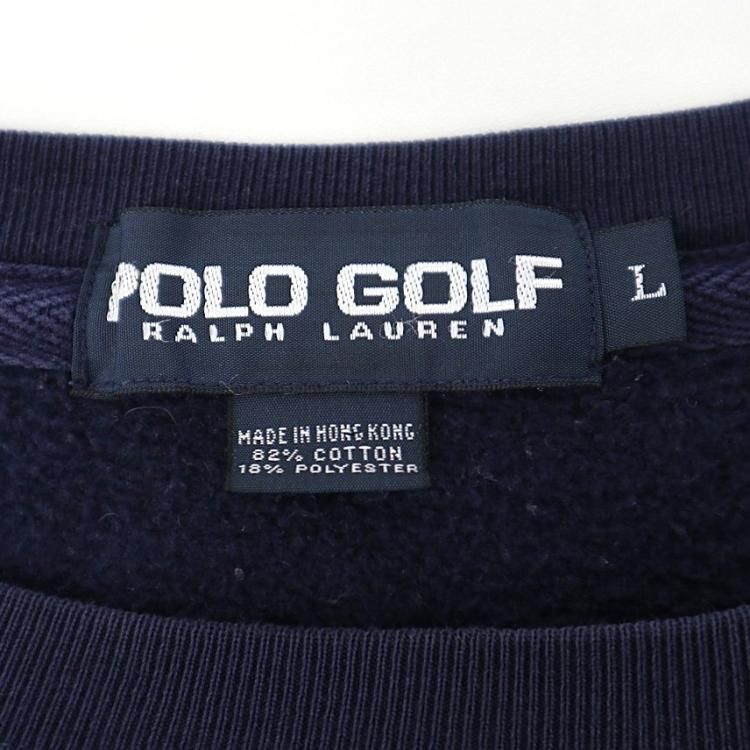 POLO GOLF
RALPH LAUREN
L
MADE IN HONG KONG
82% COTTON
18% POLYESTER